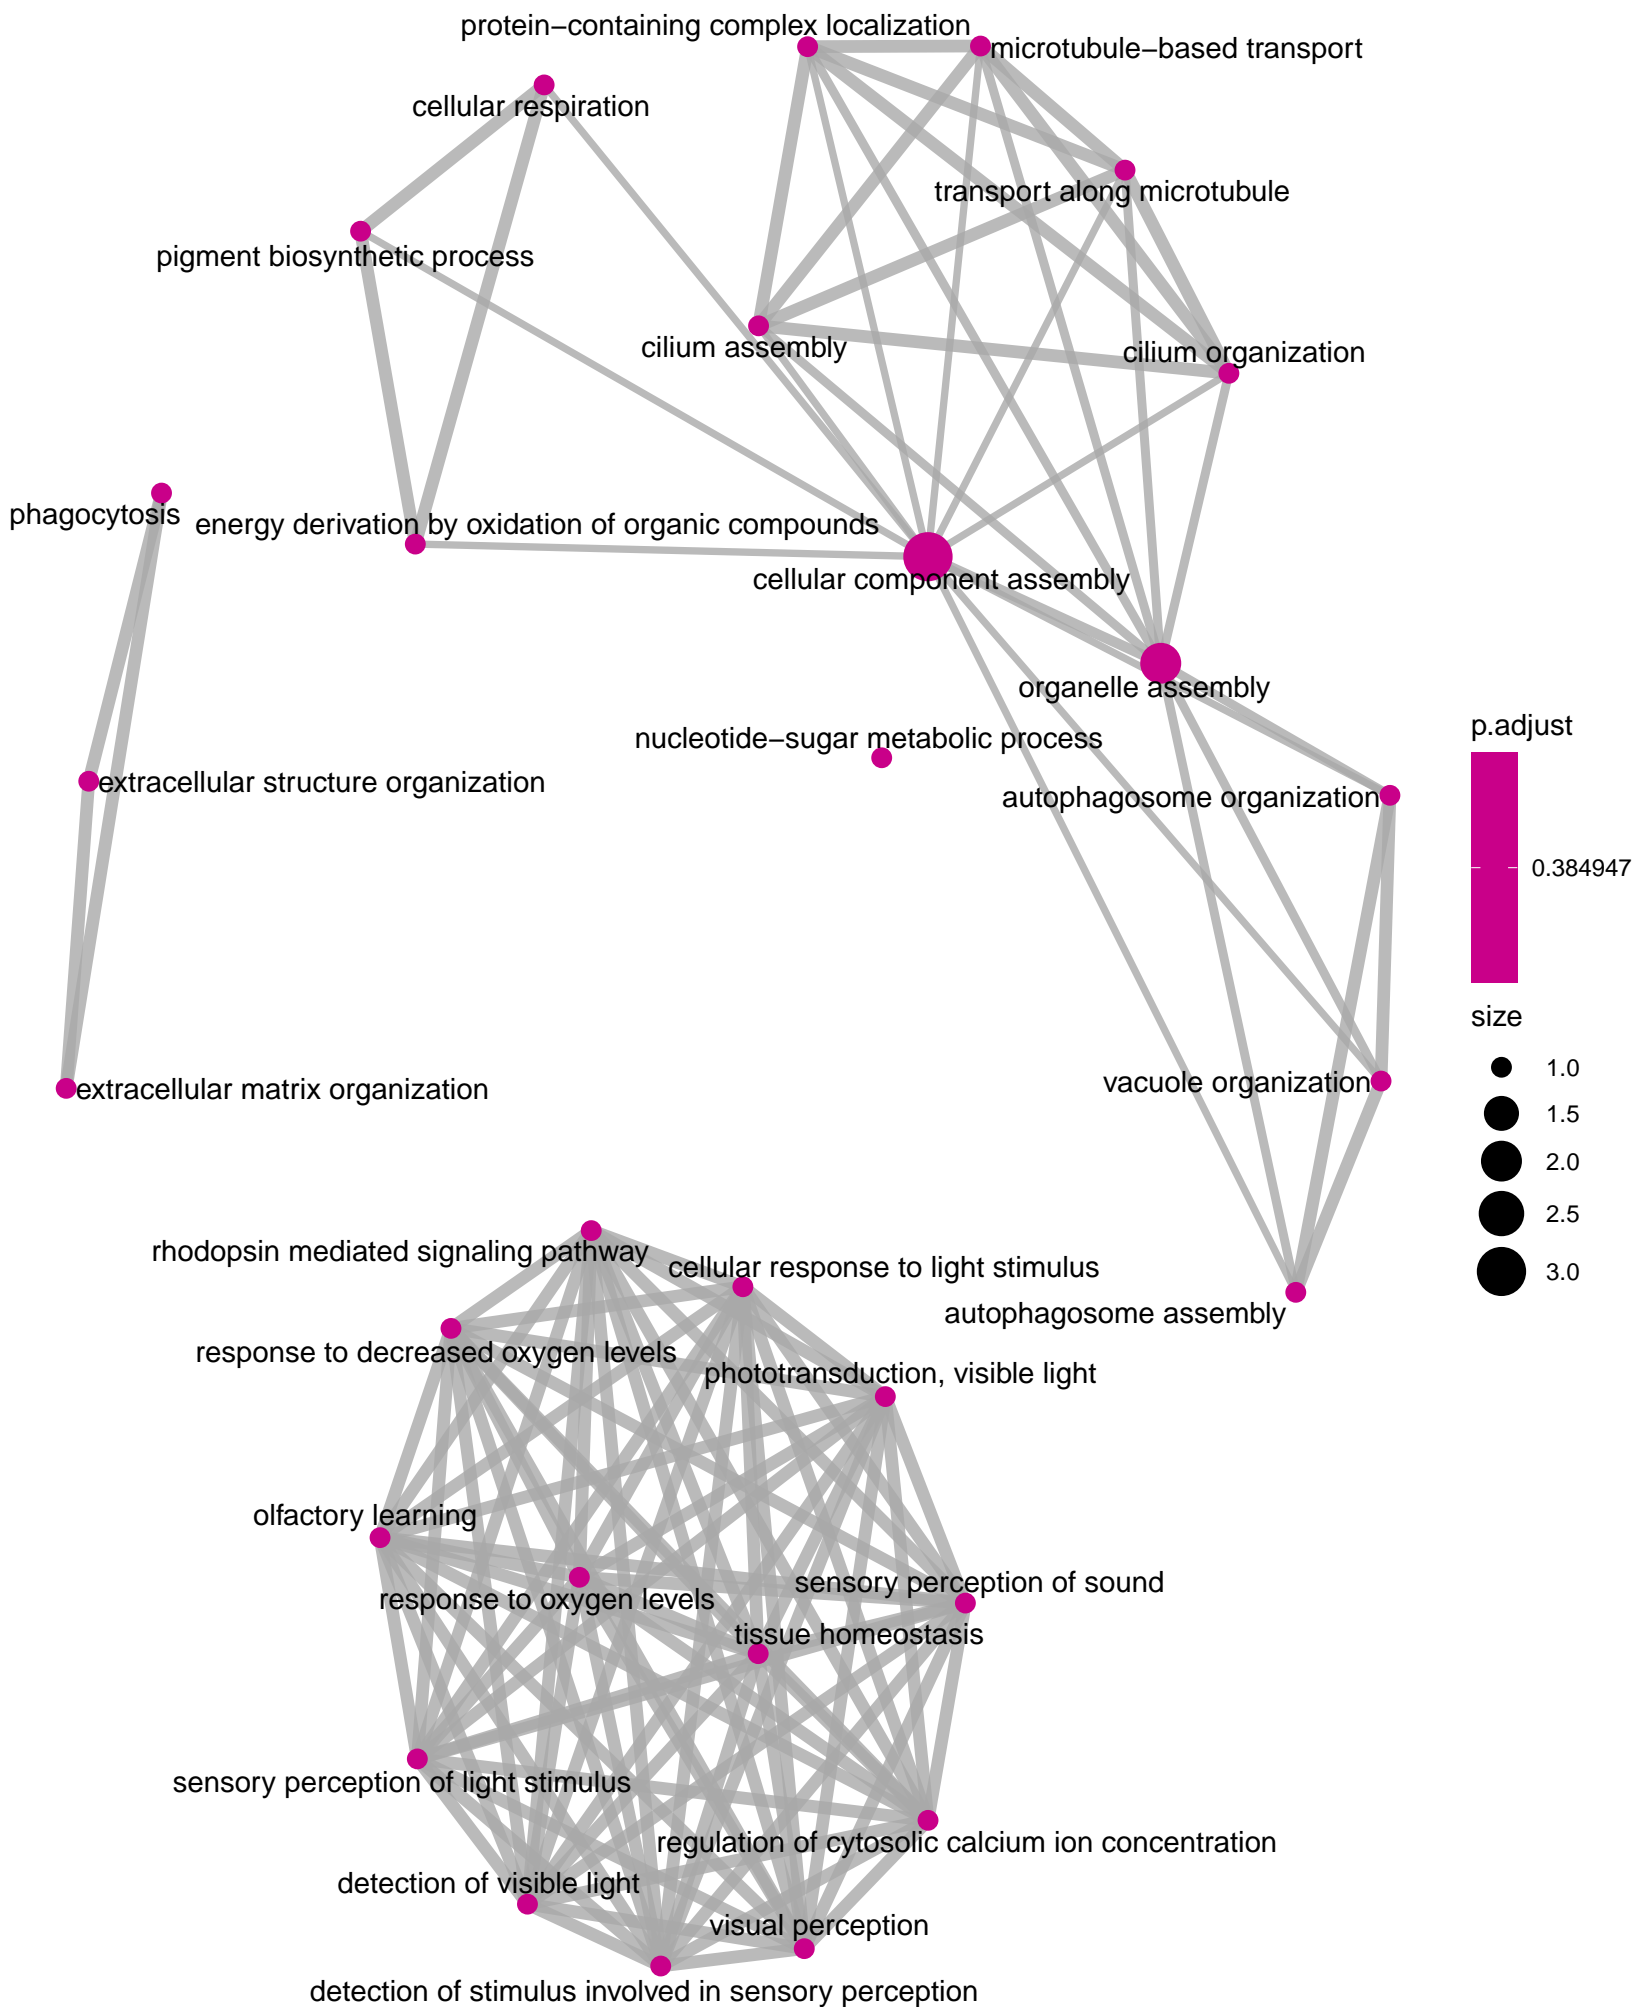 protein−containing complex localization
microtubule−based transport
cellular respiration
transport along microtubule
pigment biosynthetic process
cilium assembly
cilium organization
phagocytosis
energy derivation by oxidation of organic compounds
cellular component assembly
organelle assembly
nucleotide−sugar metabolic process
extracellular structure organization
autophagosome organization
extracellular matrix organization
vacuole organization
autophagosome assembly
p.adjust
0.384947
size
1.0
1.5
2.0
2.5
3.0
rhodopsin mediated signaling pathway
cellular response to light stimulus
response to decreased oxygen levels
phototransduction, visible light
olfactory learning
response to oxygen levels
sensory perception of sound
tissue homeostasis
sensory perception of light stimulus
regulation of cytosolic calcium ion concentration
detection of visible light
visual perception
detection of stimulus involved in sensory perception